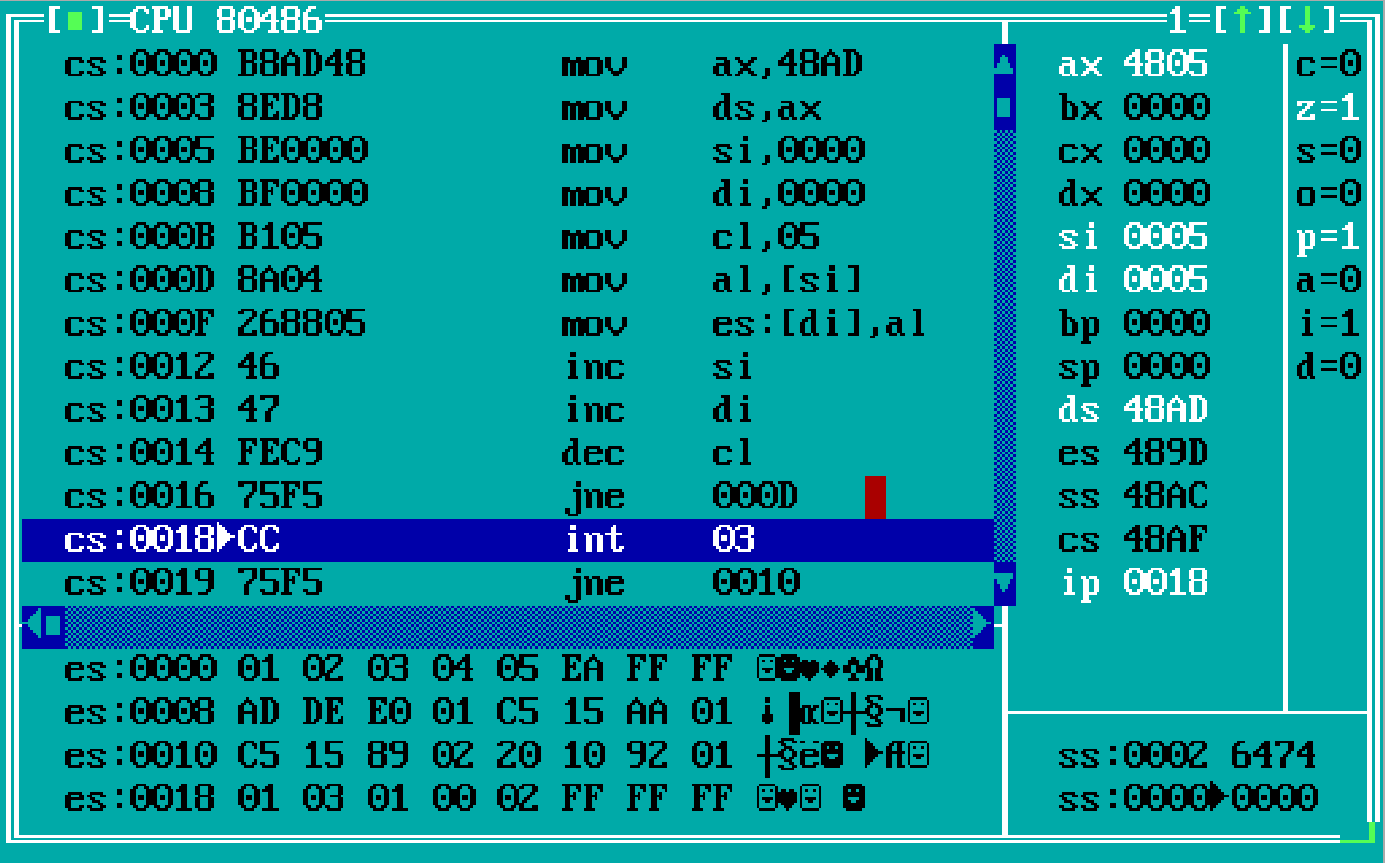 [■]=CPU 80486 1=[↑][↓]
cs:0000 B8AD48 mov ax,48AD ax 4805 c=0
cs:0003 8ED8 mov ds,ax bx 0000 z=1
cs:0005 BE0000 mov si,0000 cx 0000 s=0
cs:0008 BF0000 mov di,0000 dx 0000 o=0
cs:000B B105 mov cl,05 si 0005 p=1
cs:000D 8A04 mov al,[si] di 0005 a=0
cs:000F 268805 mov es:[di],al bp 0000 i=1
cs:0012 46 inc si sp 0000 d=0
cs:0013 47 inc di ds 48AD
cs:0014 FEC9 dec cl es 489D
cs:0016 75F5 jne 000D ss 48AC
cs:0018►CC int 03 cs 48AF
cs:0019 75F5 jne 0010 ip 0018
es:0000 01 02 03 04 05 EA FF FF ☺☻♥♦♣Ω
es:0008 AD DE E0 01 C5 15 AA 01 ¡▐α☺┼§¬☺
es:0010 C5 15 89 02 20 10 92 01 ┼§ë☻ ►Æ☺ ss:0002 6474
es:0018 01 03 01 00 02 FF FF FF ☺♥☺ ☻ ss:0000►0000